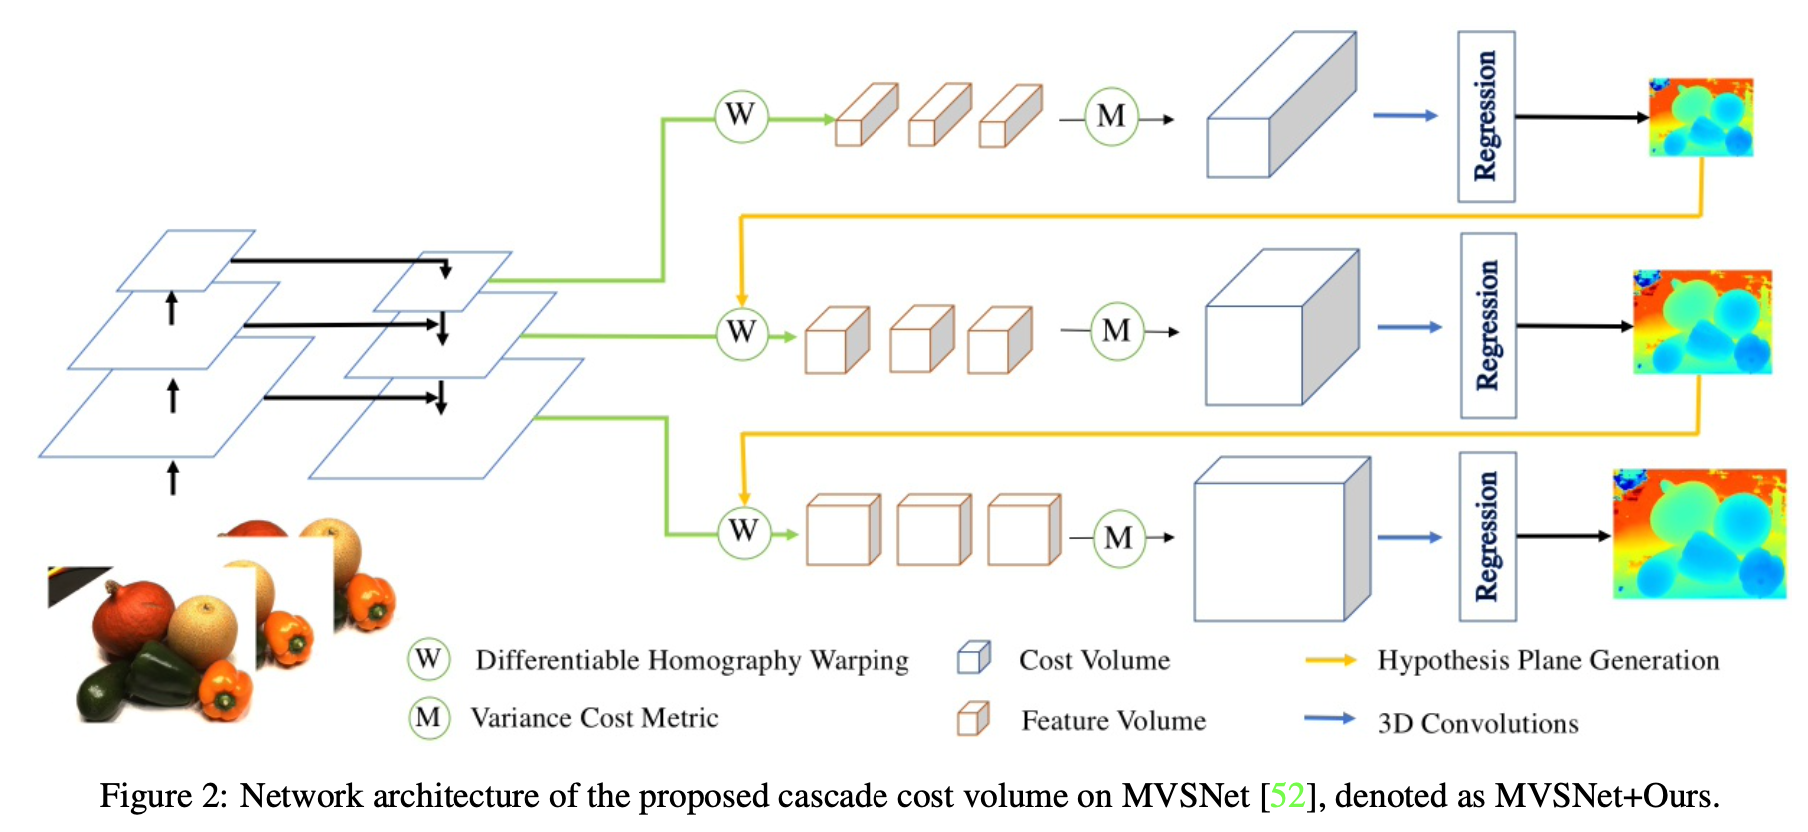 W
M
Regression
W
M
Regression
W
M
Regression
W Differentiable Homography Warping
Cost Volume
Hypothesis Plane Generation
M Variance Cost Metric
Feature Volume
3D Convolutions
Figure 2: Network architecture of the proposed cascade cost volume on MVSNet [52], denoted as MVSNet+Ours.